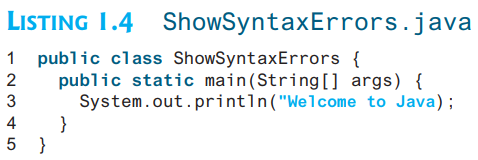 LISTING 1.4 ShowSyntaxErrors.java
1 public class ShowSyntaxErrors {
2   public static main(String[] args) {
3     System.out.println("Welcome to Java);
4   }
5 }